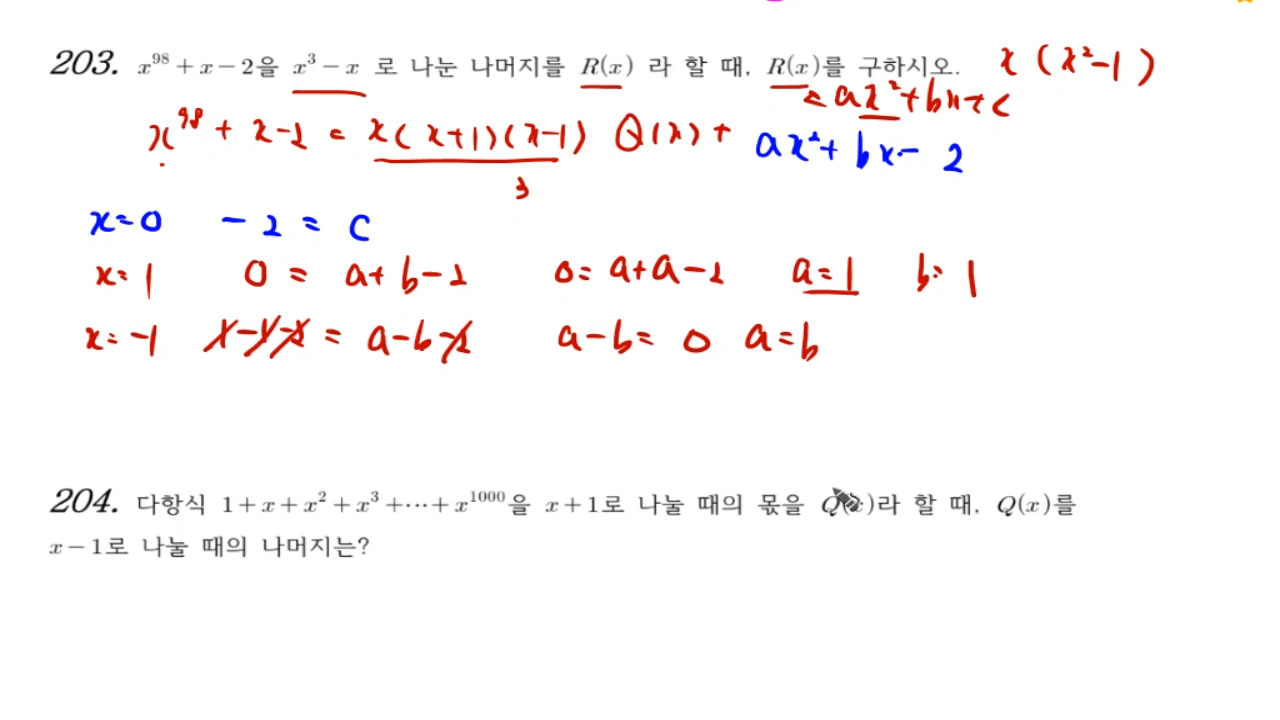 203. x^98 + x - 2을 x^3 - x 로 나눈 나머지를 R(x) 라 할 때, R(x)를 구하시오. x(x²-1)
= ax²+bx+c
x^98 + x-2 = x(x+1)(x-1) Q(x) + ax²+bx- 2
3
x=0 -2 = c
x=1 0 = a+b-2 0=a+a-2 a=1 b=1
x=-1 1-1-2 = a-b-2 a-b= 0 a=b
204. 다항식 1+x+x^2+x^3+⋯+x^1000을 x+1로 나눌 때의 몫을 Q(x)라 할 때, Q(x)를
x-1로 나눌 때의 나머지는?